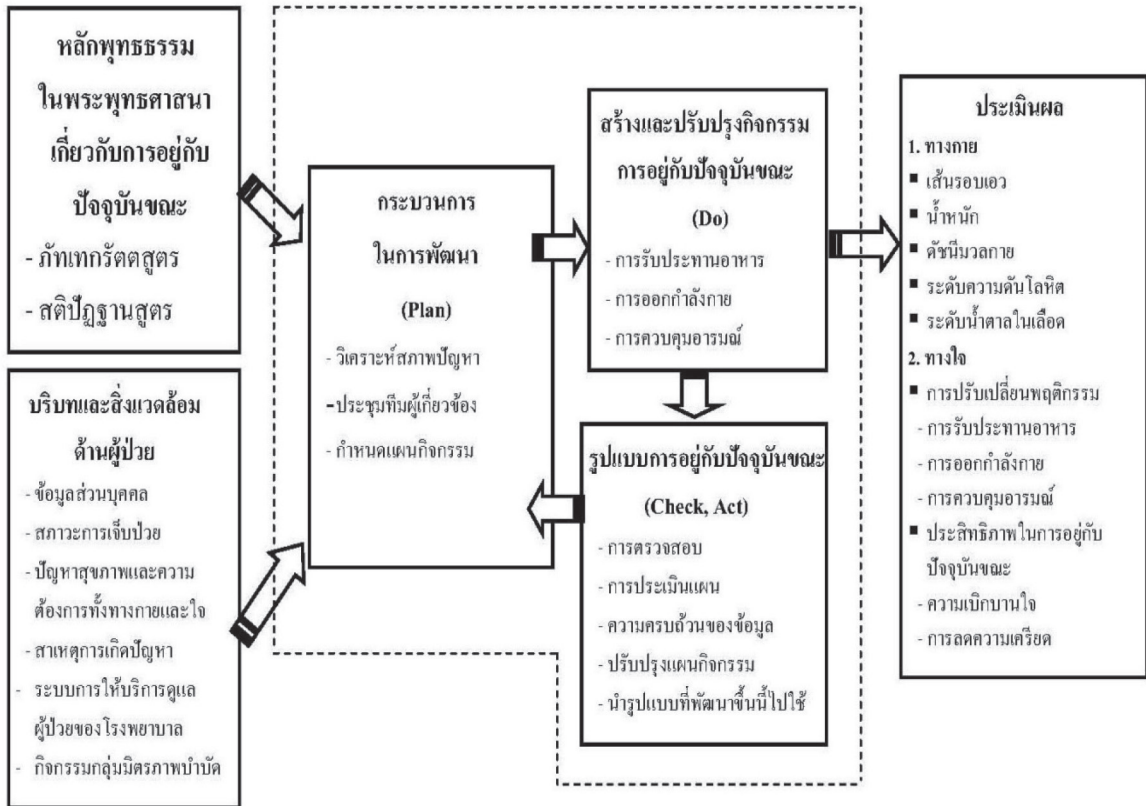 หลักพุทธธรรม
ในพระพุทธศาสนา
เกี่ยวกับการอยู่กับ
ปัจจุบันขณะ
- ภัทเทกรัตตสูตร
- สติปัฏฐานสูตร
บริบทและสิ่งแวดล้อม
ด้านผู้ป่วย
- ข้อมูลส่วนบุคคล
- สภาวะการเจ็บป่วย
- ปัญหาสุขภาพและความ
ต้องการทั้งทางกายและใจ
- สาเหตุการเกิดปัญหา
- ระบบการให้บริการดูแล
ผู้ป่วยของโรงพยาบาล
- กิจกรรมกลุ่มมิตรภาพบำบัด
กระบวนการ
ในการพัฒนา
(Plan)
- วิเคราะห์สภาพปัญหา
-ประชุมทีมผู้เกี่ยวข้อง
- กำหนดแผนกิจกรรม
สร้างและปรับปรุงกิจกรรม
การอยู่กับปัจจุบันขณะ
(Do)
- การรับประทานอาหาร
- การออกกำลังกาย
- การควบคุมอารมณ์
รูปแบบการอยู่กับปัจจุบันขณะ
(Check, Act)
- การตรวจสอบ
- การประเมินแผน
- ความครบถ้วนของข้อมูล
- ปรับปรุงแผนกิจกรรม
- นำรูปแบบที่พัฒนาขึ้นนี้ไปใช้
ประเมินผล
1. ทางกาย
▪ เส้นรอบเอว
▪ น้ำหนัก
▪ ดัชนีมวลกาย
▪ ระดับความดันโลหิต
▪ ระดับน้ำตาลในเลือด
2. ทางใจ
▪ การปรับเปลี่ยนพฤติกรรม
- การรับประทานอาหาร
- การออกกำลังกาย
- การควบคุมอารมณ์
▪ ประสิทธิภาพในการอยู่กับ
ปัจจุบันขณะ
- ความเบิกบานใจ
- การลดความเครียด